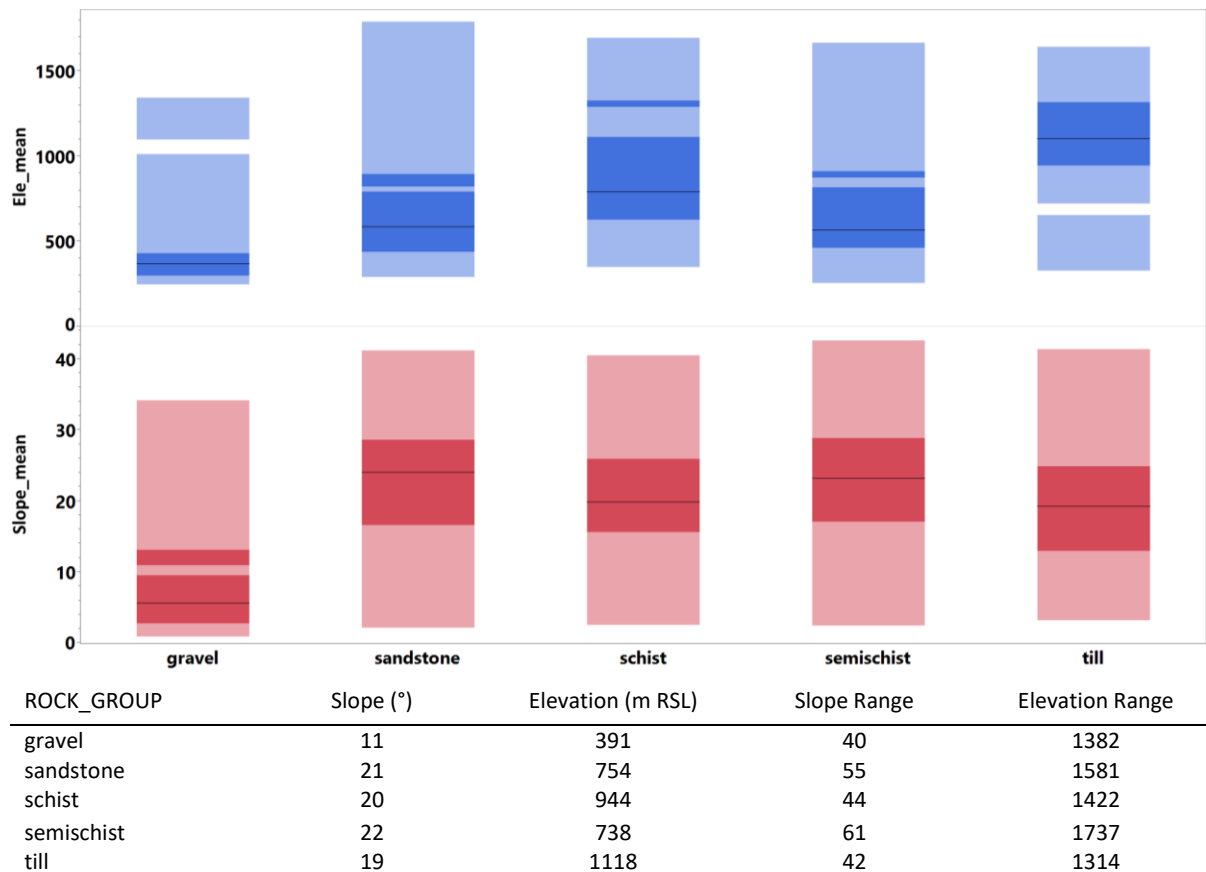 Ele_mean
1500
1000
500
0
Slope_mean
40
30
20
10
0
gravel sandstone schist semischist till
ROCK_GROUP Slope (°) Elevation (m RSL) Slope Range Elevation Range
gravel 11 391 40 1382
sandstone 21 754 55 1581
schist 20 944 44 1422
semischist 22 738 61 1737
till 19 1118 42 1314